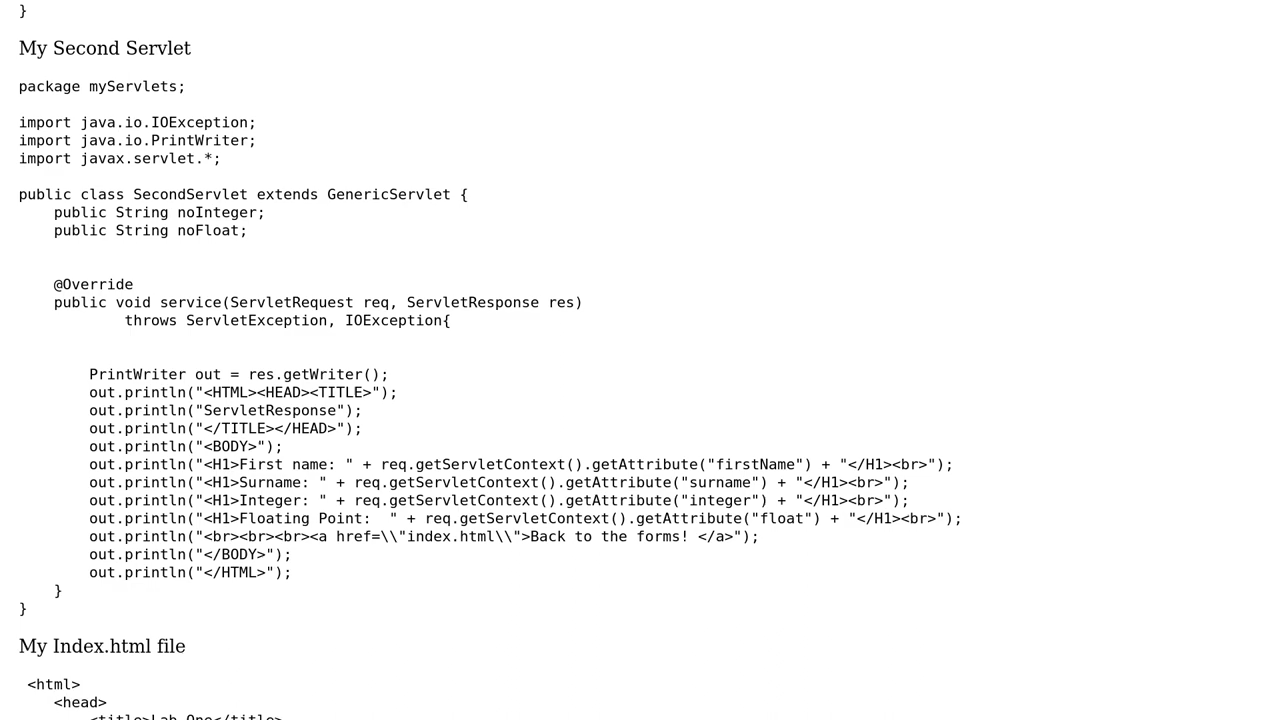 }
My Second Servlet
package myServlets;
import java.io.IOException;
import java.io.PrintWriter;
import javax.servlet.*;
public class SecondServlet extends GenericServlet {
    public String noInteger;
    public String noFloat;
    @Override
    public void service(ServletRequest req, ServletResponse res)
            throws ServletException, IOException{
        PrintWriter out = res.getWriter();
        out.println("<HTML><HEAD><TITLE>");
        out.println("ServletResponse");
        out.println("</TITLE></HEAD>");
        out.println("<BODY>");
        out.println("<H1>First name: " + req.getServletContext().getAttribute("firstName") + "</H1><br>");
        out.println("<H1>Surname: " + req.getServletContext().getAttribute("surname") + "</H1><br>");
        out.println("<H1>Integer: " + req.getServletContext().getAttribute("integer") + "</H1><br>");
        out.println("<H1>Floating Point:  " + req.getServletContext().getAttribute("float") + "</H1><br>");
        out.println("<br><br><br><a href=\\"index.html\\">Back to the forms! </a>");
        out.println("</BODY>");
        out.println("</HTML>");
    }
}
My Index.html file
 <html>
    <head>
        <title>Lab One</title>